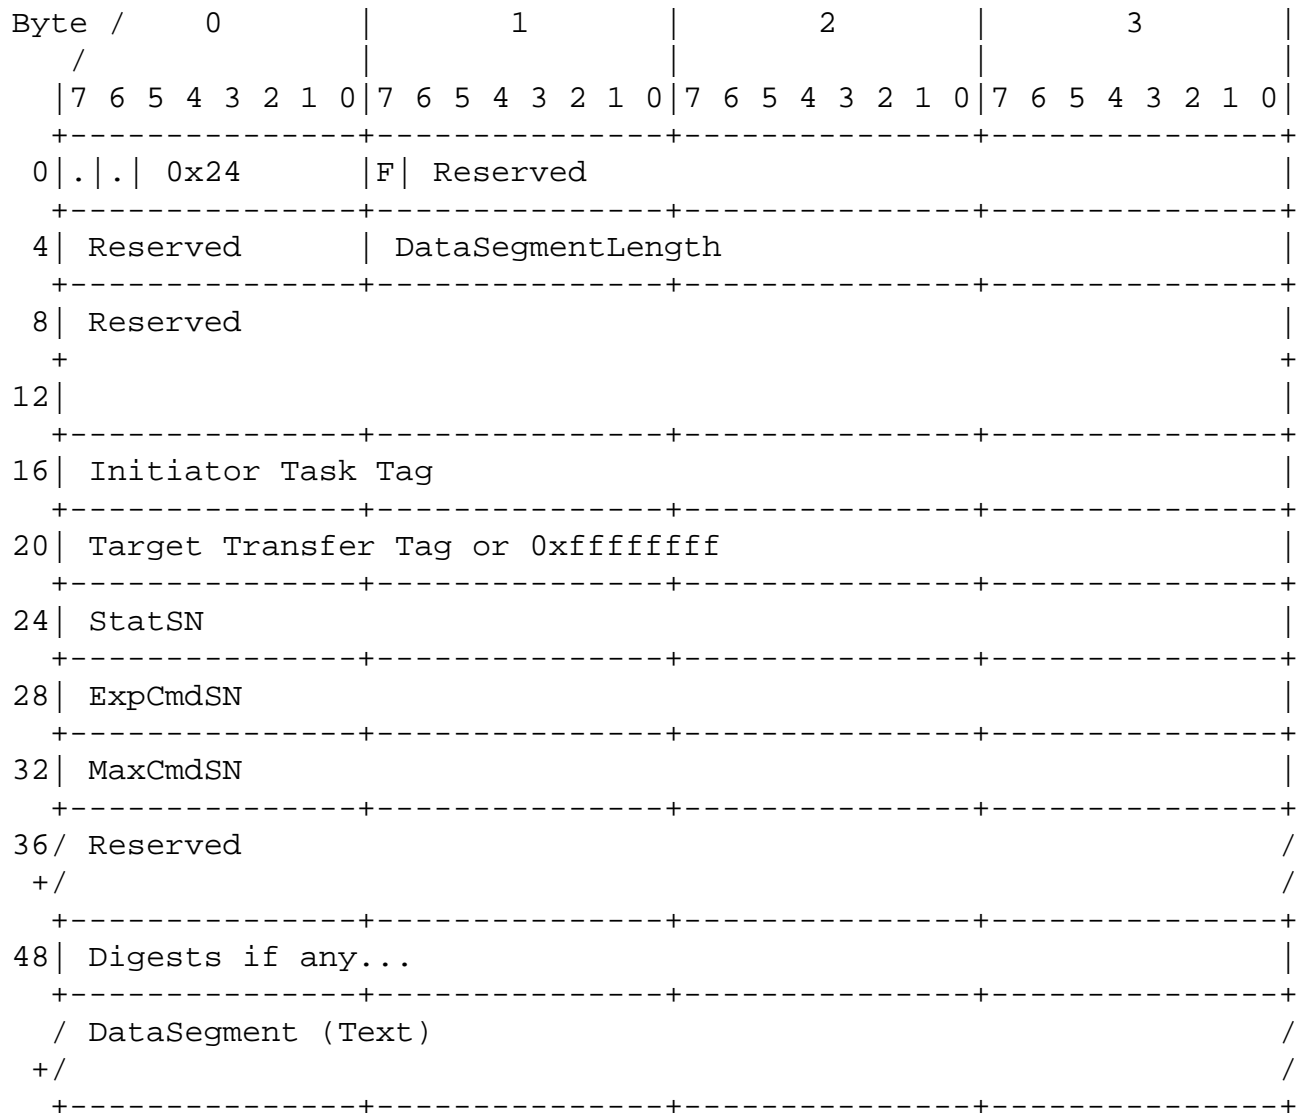 Byte /    0       |       1       |       2       |       3       |
   /              |               |               |               |
  |7 6 5 4 3 2 1 0|7 6 5 4 3 2 1 0|7 6 5 4 3 2 1 0|7 6 5 4 3 2 1 0|
  +---------------+---------------+---------------+---------------+
 0|.|.| 0x24      |F| Reserved                                    |
  +---------------+---------------+---------------+---------------+
 4| Reserved      | DataSegmentLength                             |
  +---------------+---------------+---------------+---------------+
 8| Reserved                                                      |
  +                                                               +
12|                                                               |
  +---------------+---------------+---------------+---------------+
16| Initiator Task Tag                                            |
  +---------------+---------------+---------------+---------------+
20| Target Transfer Tag or 0xffffffff                             |
  +---------------+---------------+---------------+---------------+
24| StatSN                                                        |
  +---------------+---------------+---------------+---------------+
28| ExpCmdSN                                                      |
  +---------------+---------------+---------------+---------------+
32| MaxCmdSN                                                      |
  +---------------+---------------+---------------+---------------+
36/ Reserved                                                      /
 +/                                                               /
  +---------------+---------------+---------------+---------------+
48| Digests if any...                                             |
  +---------------+---------------+---------------+---------------+
  / DataSegment (Text)                                            /
 +/                                                               /
  +---------------+---------------+---------------+---------------+